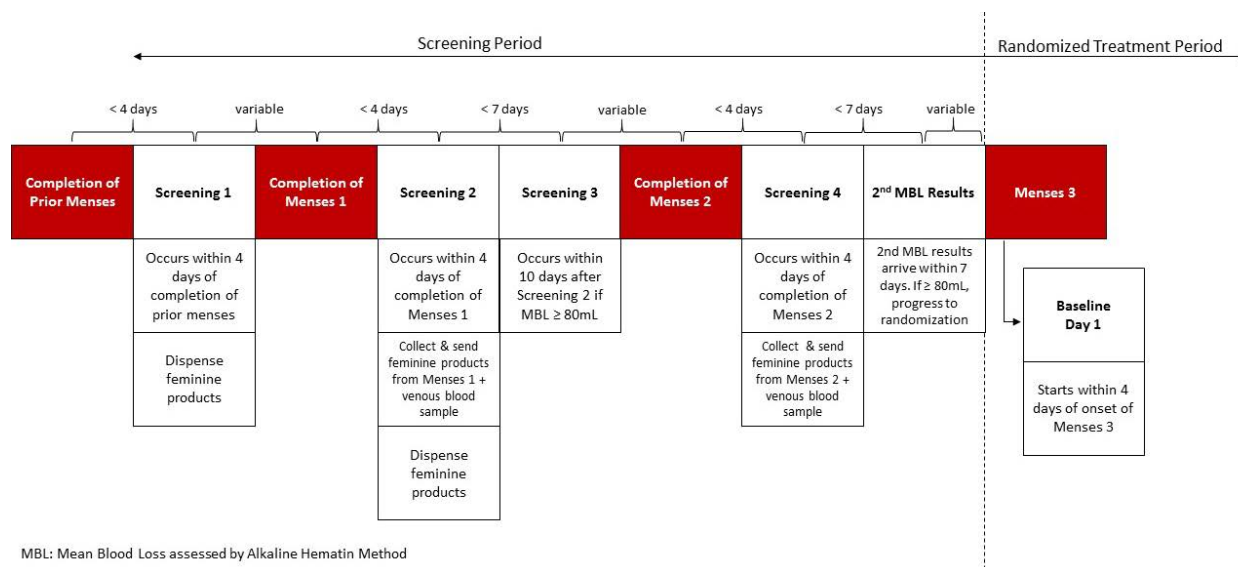 Screening Period
Randomized Treatment Period
< 4 days
variable
< 4 days
< 7 days
variable
< 4 days
< 7 days
variable
Completion of
Prior Menses
Screening 1
Completion of
Menses 1
Screening 2
Screening 3
Completion of
Menses 2
Screening 4
2nd MBL Results
Menses 3
Occurs within 4
days of
completion of
prior menses
Dispense
feminine
products
Occurs within 4
days of
completion of
Menses 1
Collect & send
feminine products
from Menses 1 +
venous blood
sample
Dispense
feminine
products
Occurs within
10 days after
Screening 2 if
MBL ≥ 80mL
Occurs within 4
days of
completion of
Menses 2
Collect & send
feminine products
from Menses 2 +
venous blood
sample
2nd MBL results
arrive within 7
days. If ≥ 80mL,
progress to
randomization
Baseline
Day 1
Starts within 4
days of onset of
Menses 3
MBL: Mean Blood Loss assessed by Alkaline Hematin Method